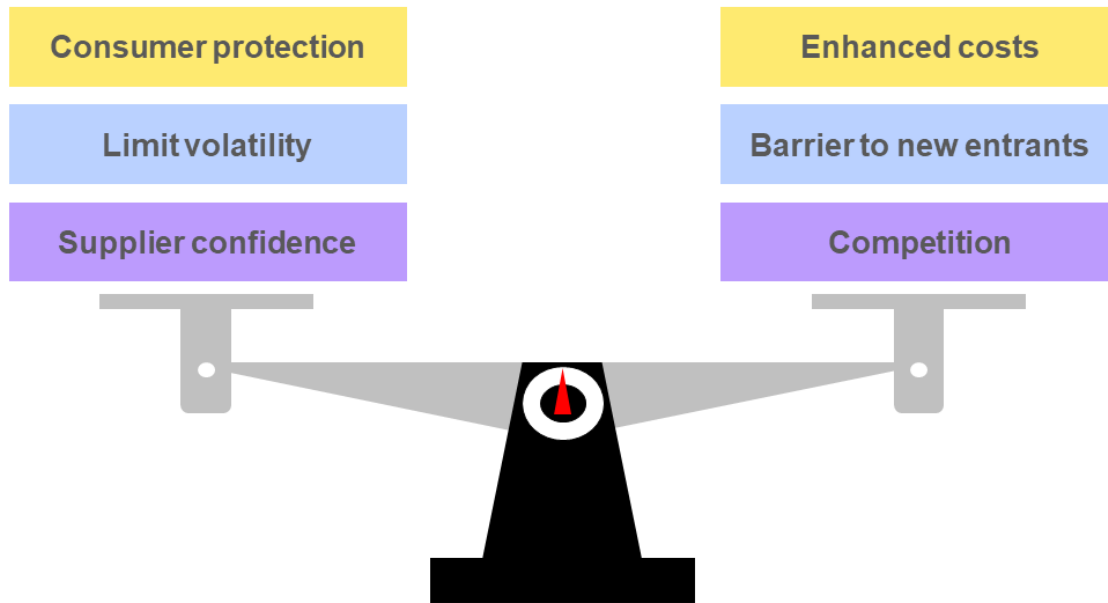 Consumer protection
Limit volatility
Supplier confidence
Enhanced costs
Barrier to new entrants
Competition